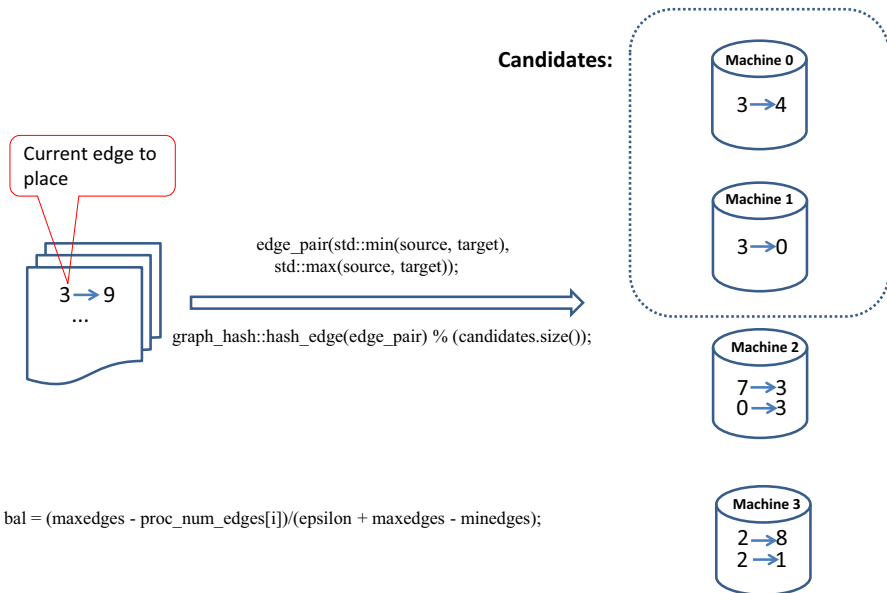 Candidates:
Machine 0
3→4
Current edge to
place
Machine 1
3→0
edge_pair(std::min(source, target),
std::max(source, target));
3→9
...
graph_hash::hash_edge(edge_pair) % (candidates.size());
Machine 2
7→3
0→3
bal = (maxedges - proc_num_edges[i])/(epsilon + maxedges - minedges);
Machine 3
2→8
2→1